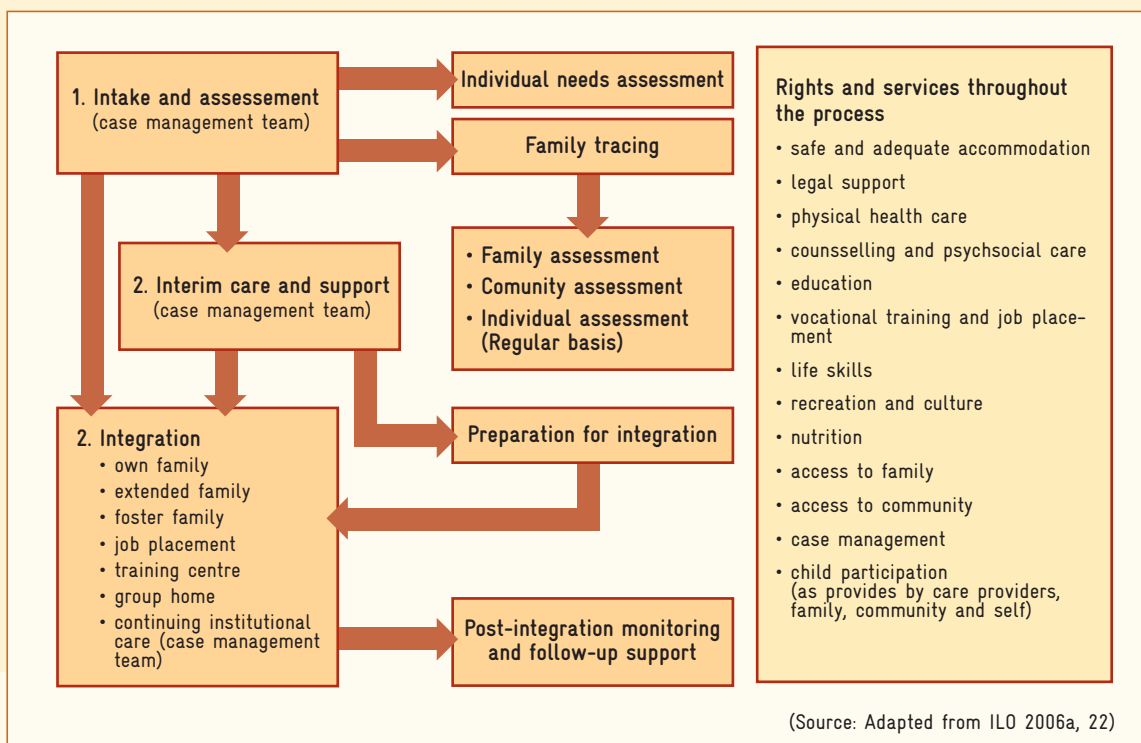 1. Intake and assessement
(case management team)
Individual needs assessment
Family tracing
2. Interim care and support
(case management team)
• Family assessment
• Comunity assessment
• Individual assessment
(Regular basis)
2. Integration
• own family
• extended family
• foster family
• job placement
• training centre
• group home
• continuing institutional
care (case management
team)
Preparation for integration
Post-integration monitoring
and follow-up support
Rights and services throughout
the process
• safe and adequate accommodation
• legal support
• physical health care
• counsselling and psychsocial care
• education
• vocational training and job place-
ment
• life skills
• recreation and culture
• nutrition
• access to family
• access to community
• case management
• child participation
(as provides by care providers,
family, community and self)
(Source: Adapted from ILO 2006a, 22)